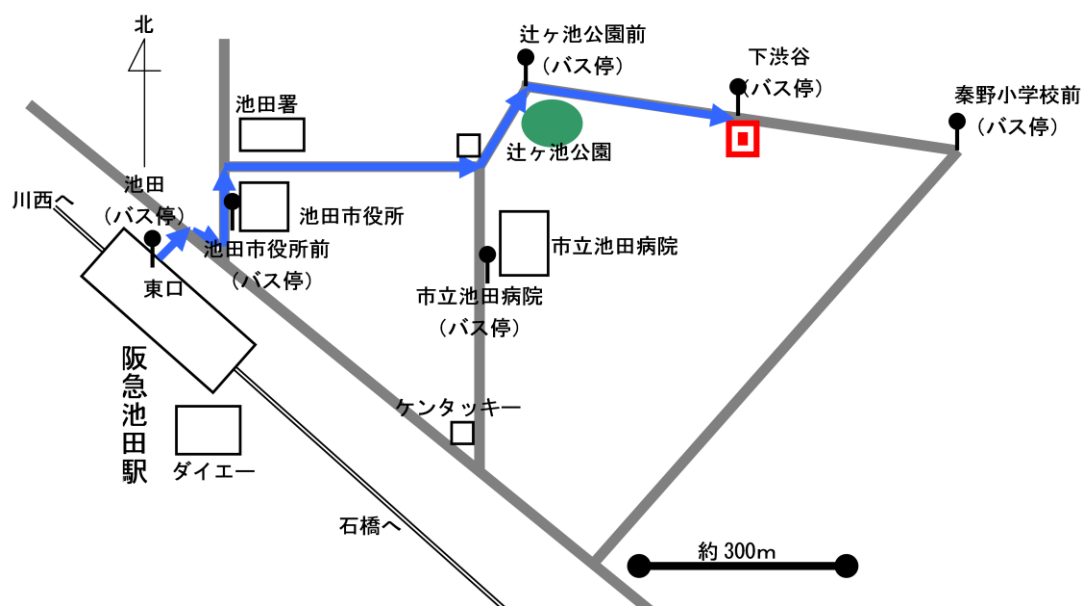 北
辻ヶ池公園前
（バス停）
下渋谷
（バス停）
秦野小学校前
（バス停）
池田署
辻ヶ池公園
池田
（バス停）
川西へ
池田市役所
池田市役所前
（バス停）
東口
市立池田病院
市立池田病院
（バス停）
阪急池田駅
ケンタッキー
ダイエー
石橋へ
約300m